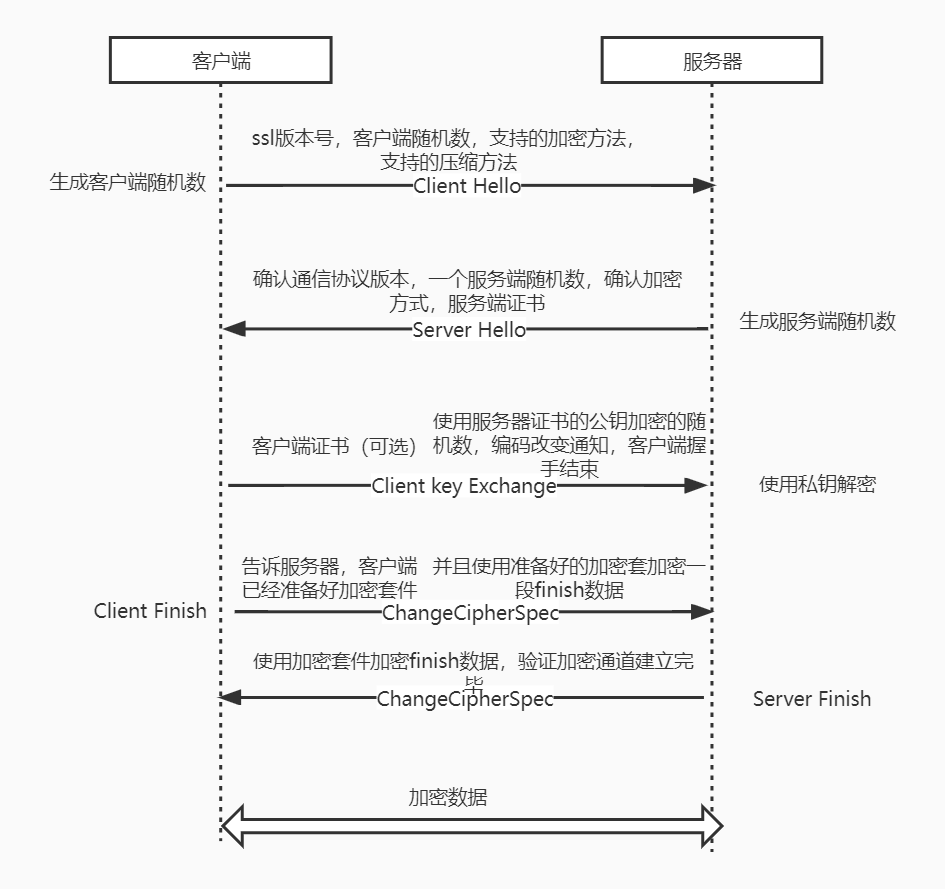 客户端
服务器
ssl版本号，客户端随机数，支持的加密方法，
支持的压缩方法
生成客户端随机数
Client Hello
确认通信协议版本，一个服务端随机数，确认加密
方式，服务端证书
Server Hello
生成服务端随机数
客户端证书（可选）
使用服务器证书的公钥加密的随
机数，编码改变通知，客户端握
手结束
Client key Exchange
使用私钥解密
告诉服务器，客户端
已经准备好加密套件
并且使用准备好的加密套加密一
段finish数据
Client Finish
ChangeCipherSpec
使用加密套件加密finish数据，验证加密通道建立完
毕
ChangeCipherSpec
Server Finish
加密数据